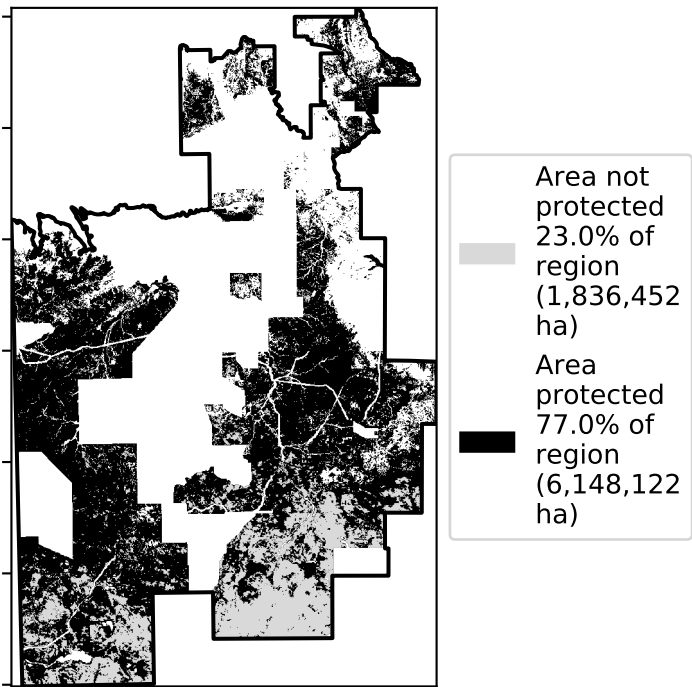 Area not
protected
23.0% of
region
(1,836,452
ha)
Area
protected
77.0% of
region
(6,148,122
ha)